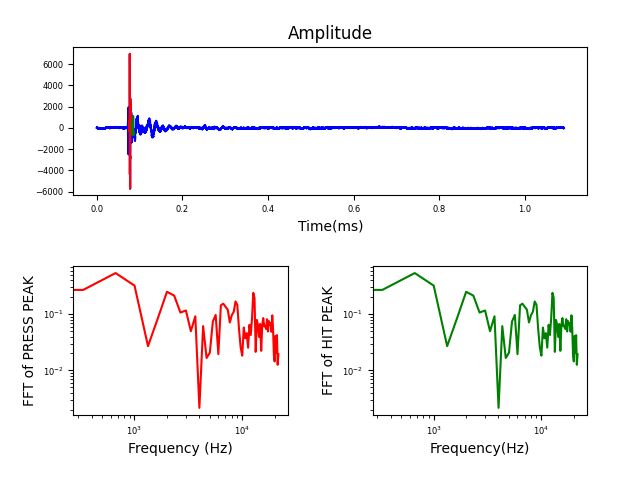 Amplitude
6000
4000
2000
0
−2000
−4000
−6000
0.0 0.2 0.4 0.6 0.8 1.0
Time(ms)
FFT of PRESS PEAK
10⁻¹
10⁻²
10³ 10⁴
Frequency (Hz)
FFT of HIT PEAK
10⁻¹
10⁻²
10³ 10⁴
Frequency(Hz)